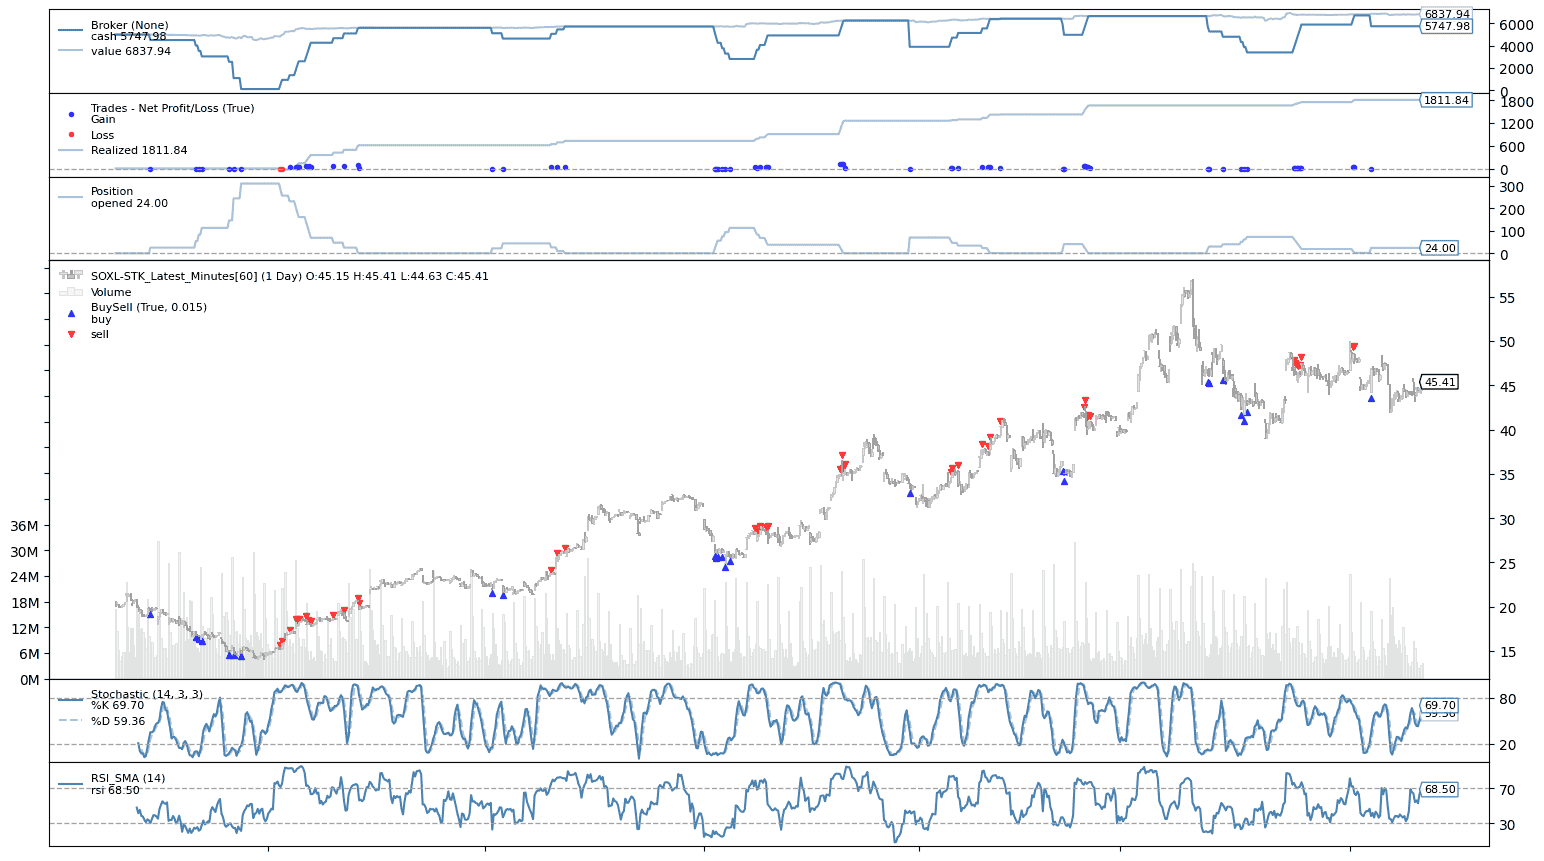 Broker (None)
cash 5747.98
value 6837.94
6837.94
5747.98
6000
4000
2000
0
Trades - Net Profit/Loss (True)
Gain
Loss
Realized 1811.84
1811.84
1800
1200
600
0
Position
opened 24.00
300
200
100
24.00
0
SOXL-STK_Latest_Minutes[60] (1 Day) O:45.15 H:45.41 L:44.63 C:45.41
Volume
BuySell (True, 0.015)
buy
sell
55
50
45.41
45
40
35
30
25
20
15
36M
30M
24M
18M
12M
6M
0M
Stochastic (14, 3, 3)
%K 69.70
%D 59.36
80
69.70
59.36
20
RSI_SMA (14)
rsi 68.50
70
68.50
30